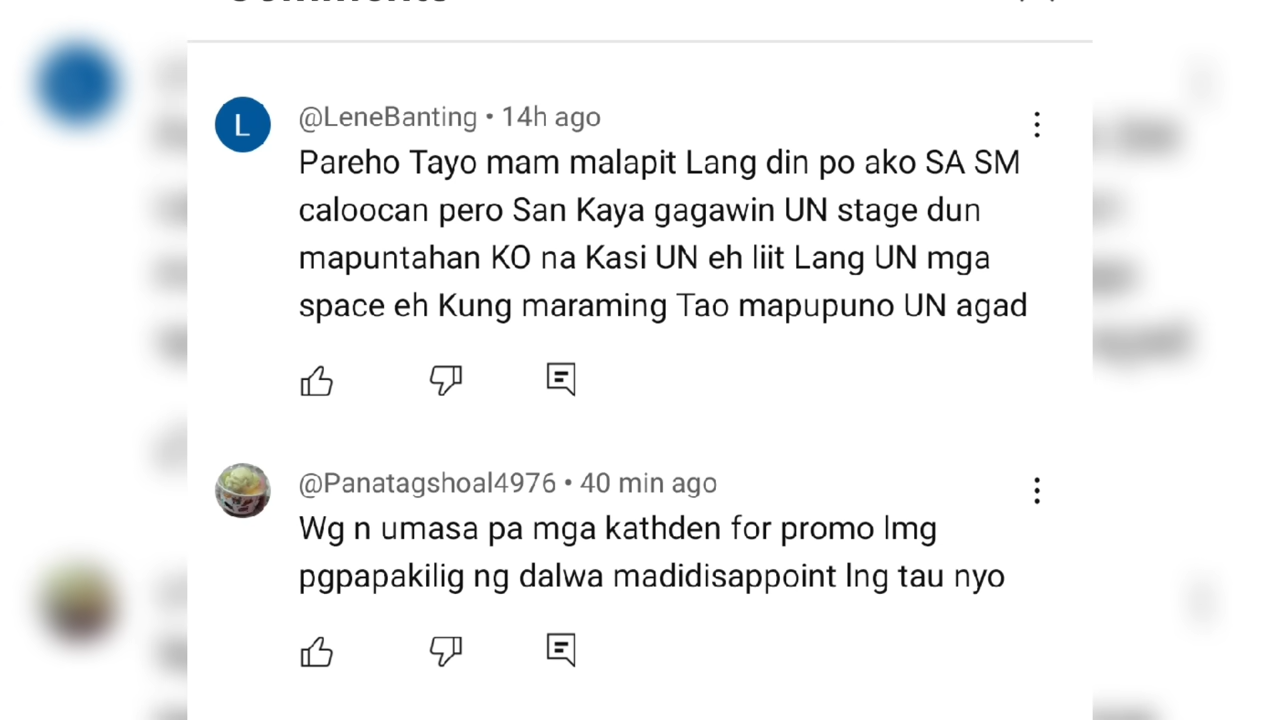 L
@LeneBanting • 14h ago
Pareho Tayo mam malapit Lang din po ako SA SM
caloocan pero San Kaya gagawin UN stage dun
mapuntahan KO na Kasi UN eh liit Lang UN mga
space eh Kung maraming Tao mapupuno UN agad
@Panatagshoal4976 • 40 min ago
Wg n umasa pa mga kathden for promo lmg
pgpapakilig ng dalwa madidisappoint lng tau nyo